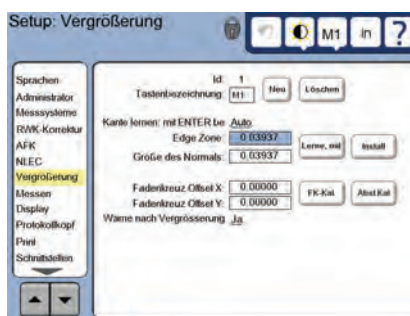 Setup: Vergrößerung
M1 in ?
Sprachen
Administrator
Messsysteme
RWK-Korrektur
AFK
NLEC
Vergrößerung
Messen
Display
Protokollkopf
Print
Schnittstellen
Id: 1
Tastenbezeichnung: M1 Neu Löschen
Kante lernen: mit ENTER be Auto
Edge Zone: 0.03937
Größe des Normals: 0.03937
Lerne, mit Install
Fadenkreuz Offset X: 0.00000
Fadenkreuz Offset Y: 0.00000
FK-Kal. Abst Kal
Warne nach Vergrösserung Ja